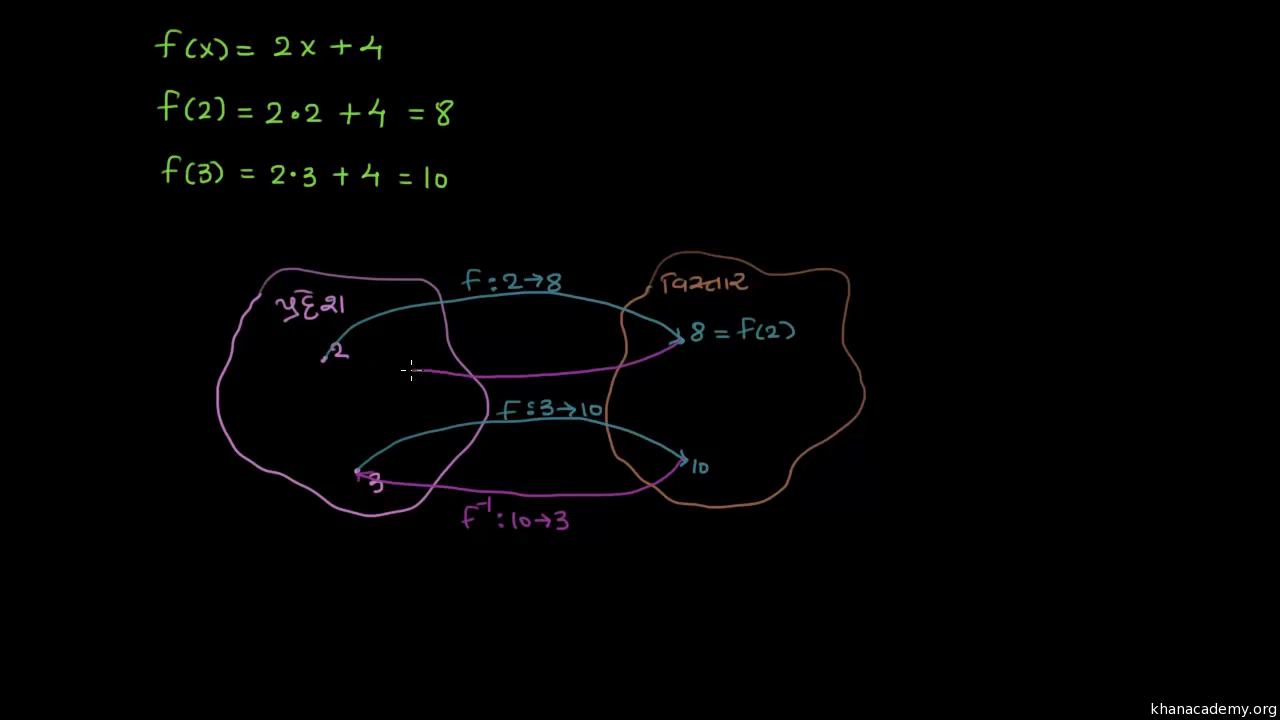 f(x) = 2x + 4
f(2) = 2·2 + 4 = 8
f(3) = 2·3 + 4 = 10
f : 2→8
વિસ્તાર
પ્રદેશ
8 = f(2)
2
f : 3→10
10
3
f⁻¹ : 10→3
khanacademy.org